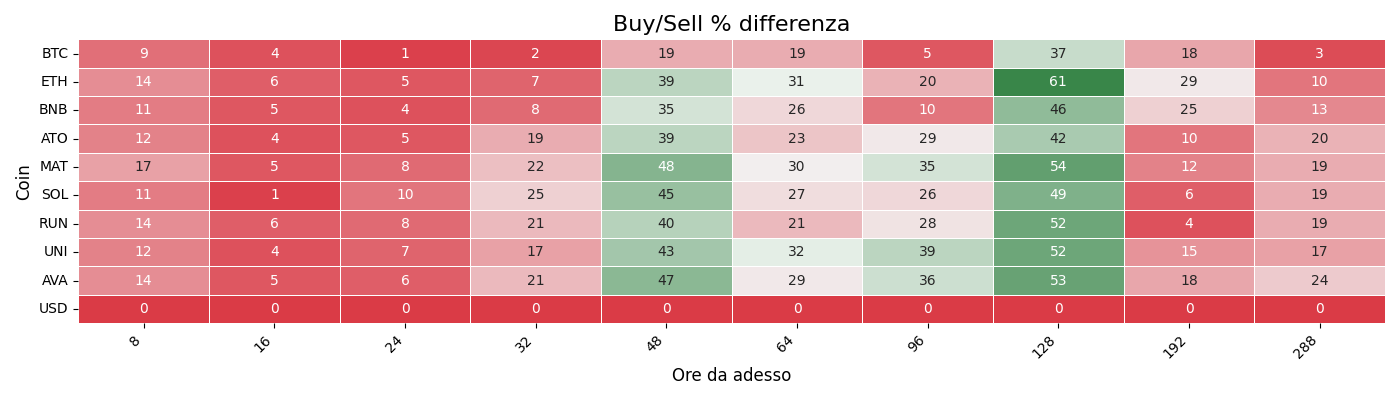 Buy/Sell % differenza
Coin
BTC 9 4 1 2 19 19 5 37 18 3
ETH 14 6 5 7 39 31 20 61 29 10
BNB 11 5 4 8 35 26 10 46 25 13
ATO 12 4 5 19 39 23 29 42 10 20
MAT 17 5 8 22 48 30 35 54 12 19
SOL 11 1 10 25 45 27 26 49 6 19
RUN 14 6 8 21 40 21 28 52 4 19
UNI 12 4 7 17 43 32 39 52 15 17
AVA 14 5 6 21 47 29 36 53 18 24
USD 0 0 0 0 0 0 0 0 0 0
8 16 24 32 48 64 96 128 192 288
Ore da adesso